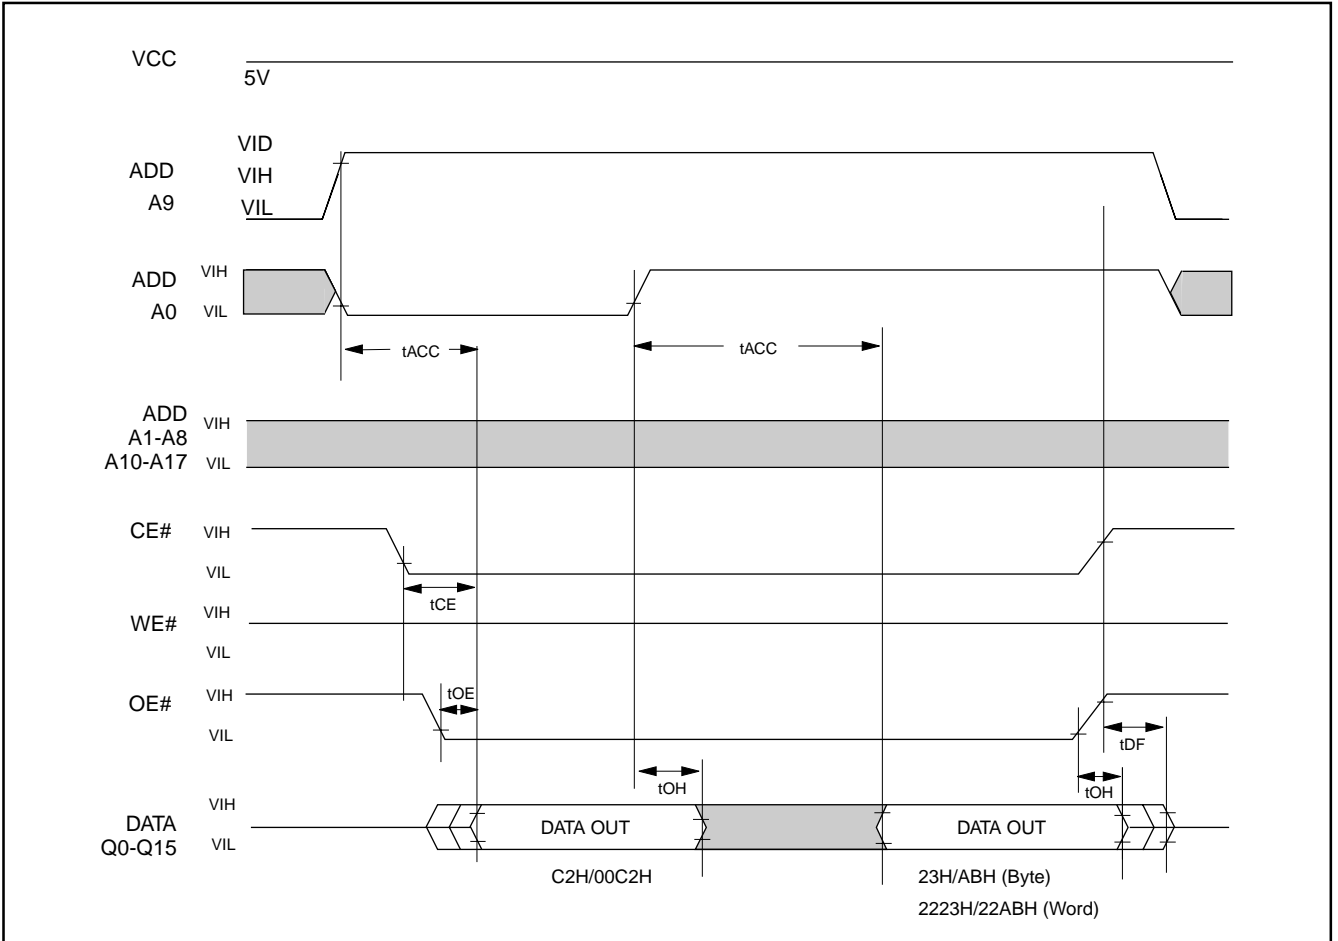 VCC
5V
VID
ADD
VIH
A9
VIL
ADD
VIH
A0
VIL
tACC
tACC
ADD
A1-A8
A10-A17
VIH
VIL
CE#
VIH
VIL
tCE
WE#
VIH
VIL
OE#
VIH
VIL
tOE
tDF
tOH
tOH
DATA
Q0-Q15
VIH
VIL
DATA OUT
DATA OUT
C2H/00C2H
23H/ABH (Byte)
2223H/22ABH (Word)